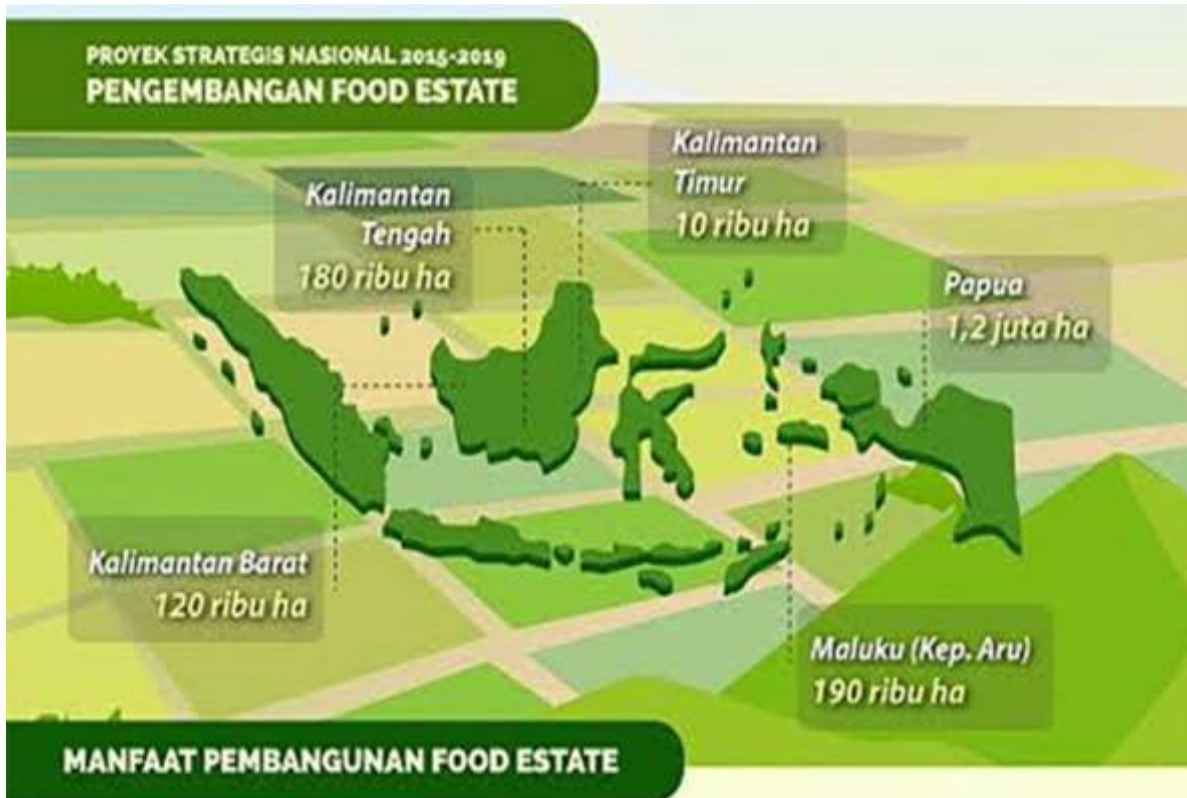 PROYEK STRATEGIS NASIONAL 2015-2019
PENGEMBANGAN FOOD ESTATE
Kalimantan
Timur
10 ribu ha
Kalimantan
Tengah
180 ribu ha
Papua
1,2 juta ha
Kalimantan Barat
120 ribu ha
Maluku (Kep. Aru)
190 ribu ha
MANFAAT PEMBANGUNAN FOOD ESTATE